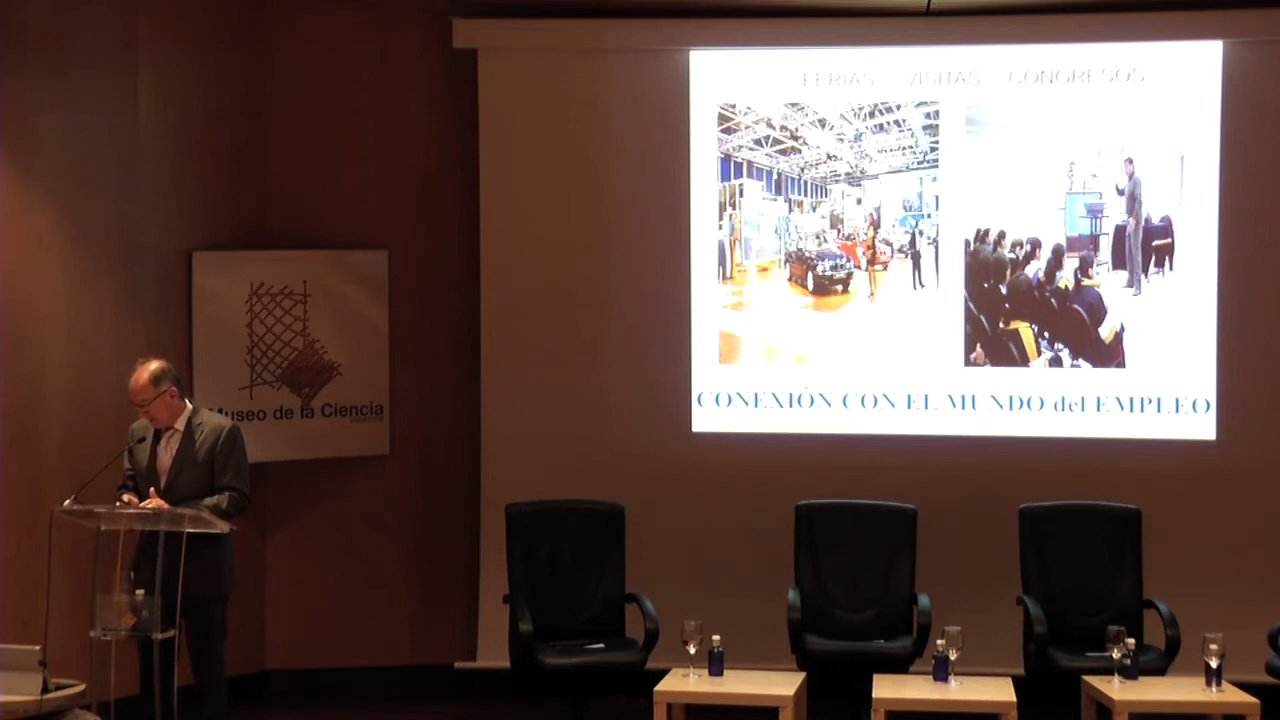 FERIAS VISITAS CONGRESOS
CONEXIÓN CON EL MUNDO del EMPLEO
Museo de la Ciencia